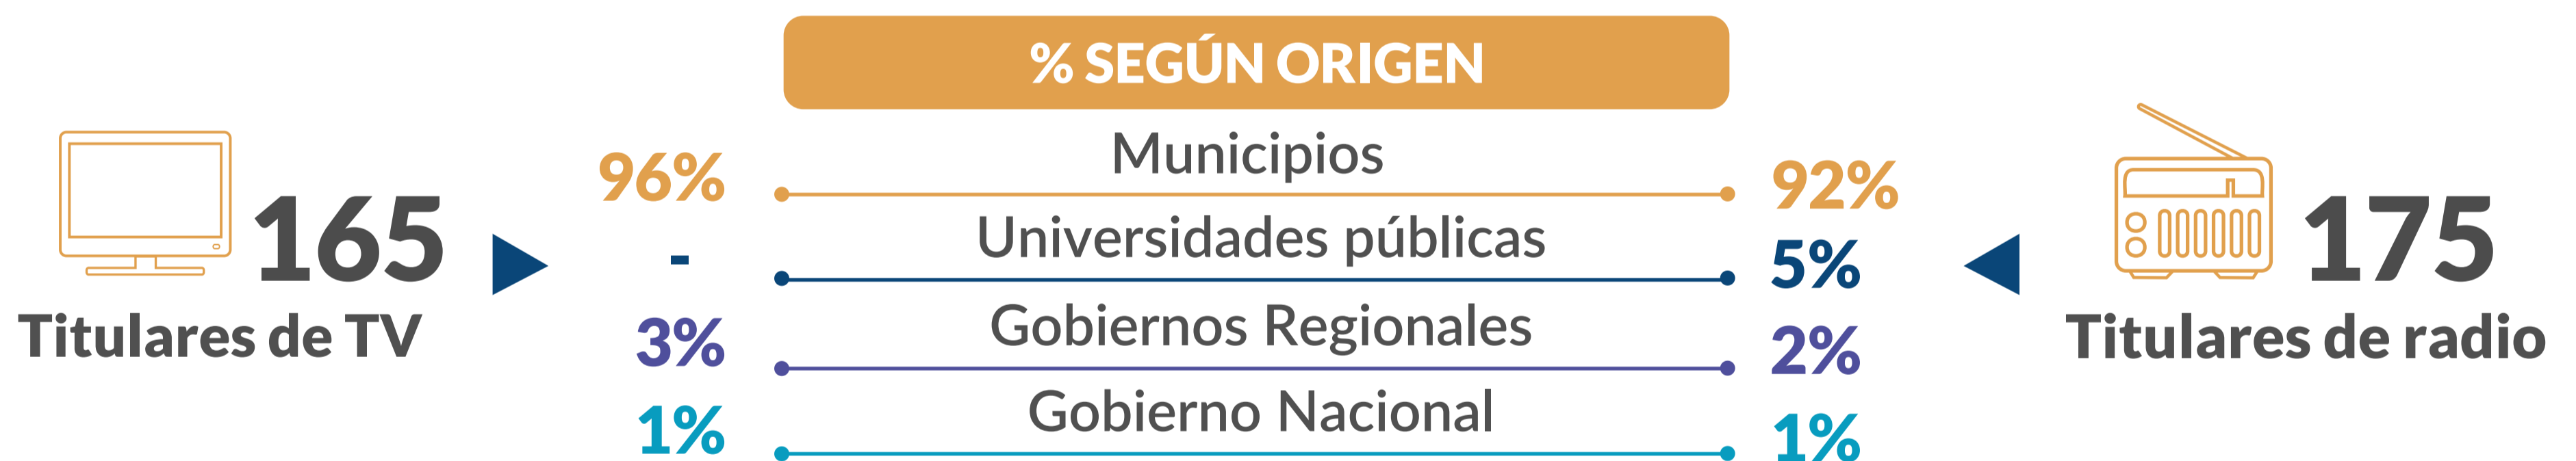 % SEGÚN ORIGEN
165
Titulares de TV
96% Municipios 92%
- Universidades públicas 5%
3% Gobiernos Regionales 2%
1% Gobierno Nacional 1%
175
Titulares de radio